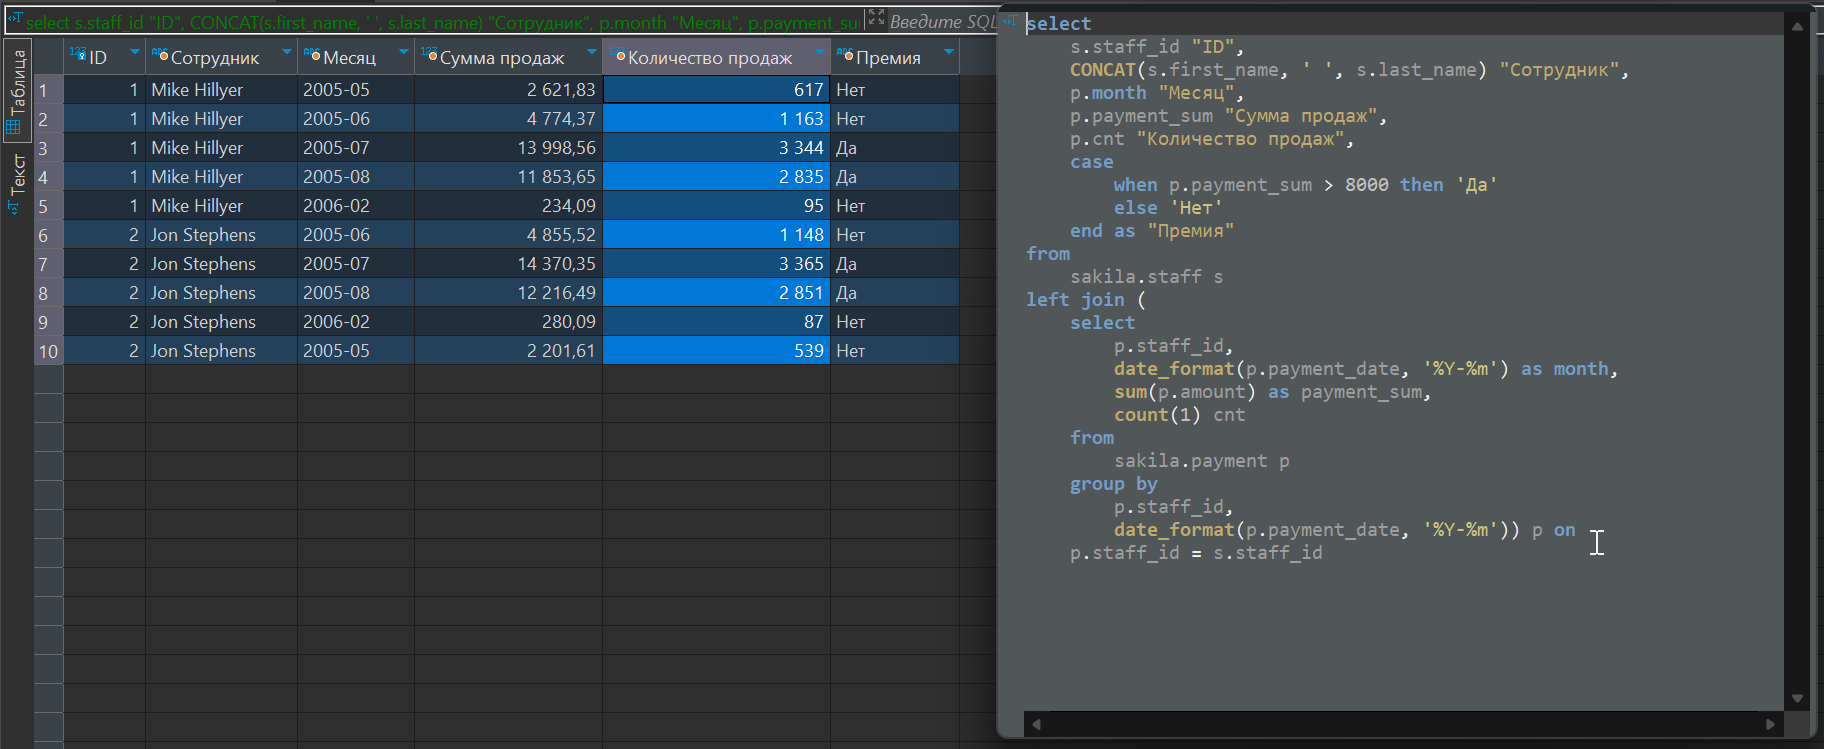 select s.staff_id "ID", CONCAT(s.first_name, ' ', s.last_name) "Сотрудник", p.month "Месяц", p.payment_su
Введите SQL
Таблица
Текст
ID Сотрудник Месяц Сумма продаж Количество продаж Премия
1 1 Mike Hillyer 2005-05 2 621,83 617 Нет
2 1 Mike Hillyer 2005-06 4 774,37 1 163 Нет
3 1 Mike Hillyer 2005-07 13 998,56 3 344 Да
4 1 Mike Hillyer 2005-08 11 853,65 2 835 Да
5 1 Mike Hillyer 2006-02 234,09 95 Нет
6 2 Jon Stephens 2005-06 4 855,52 1 148 Нет
7 2 Jon Stephens 2005-07 14 370,35 3 365 Да
8 2 Jon Stephens 2005-08 12 216,49 2 851 Да
9 2 Jon Stephens 2006-02 280,09 87 Нет
10 2 Jon Stephens 2005-05 2 201,61 539 Нет
select
s.staff_id "ID",
CONCAT(s.first_name, ' ', s.last_name) "Сотрудник",
p.month "Месяц",
p.payment_sum "Сумма продаж",
p.cnt "Количество продаж",
case
when p.payment_sum > 8000 then 'Да'
else 'Нет'
end as "Премия"
from
sakila.staff s
left join (
select
p.staff_id,
date_format(p.payment_date, '%Y-%m') as month,
sum(p.amount) as payment_sum,
count(1) cnt
from
sakila.payment p
group by
p.staff_id,
date_format(p.payment_date, '%Y-%m')) p on
p.staff_id = s.staff_id